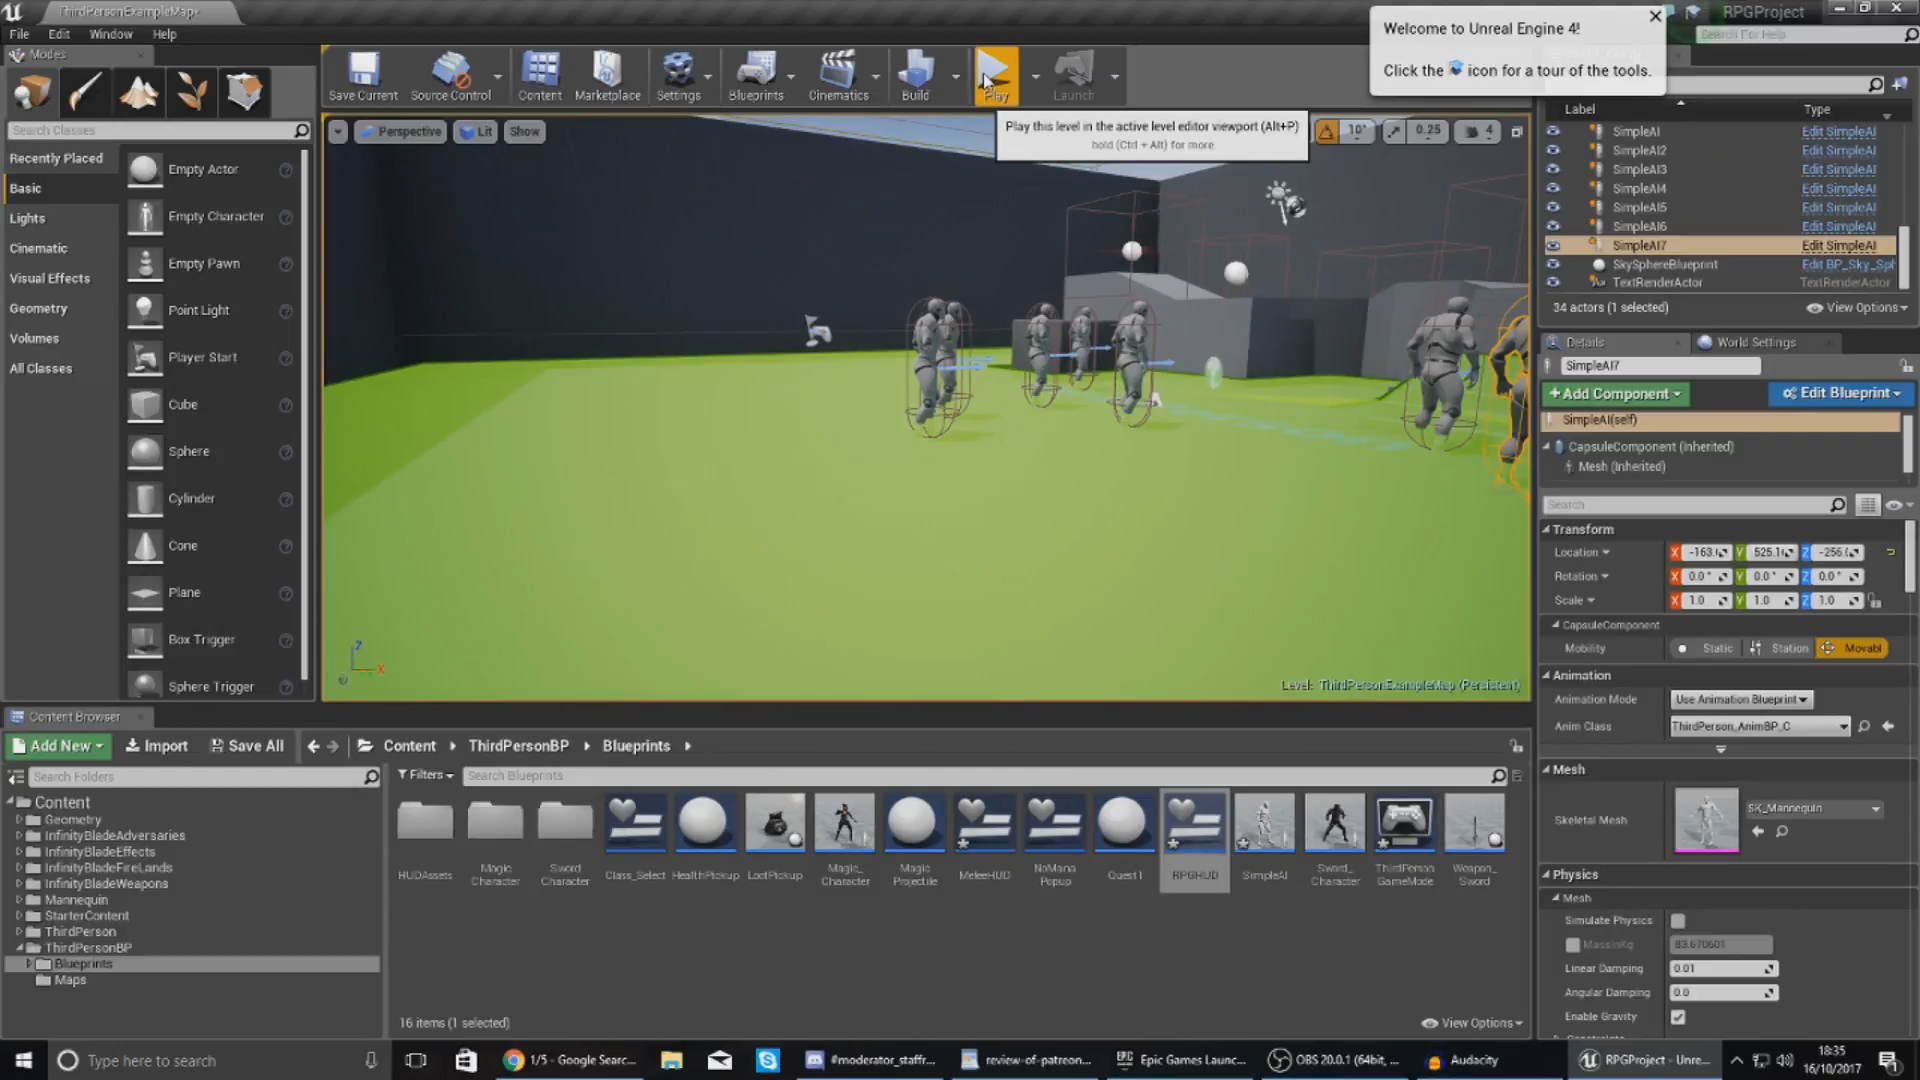 ThirdPersonExampleMap*
RPGProject
File Edit Window Help
Search For Help
Welcome to Unreal Engine 4!
Click the icon for a tour of the tools.
Modes
Save Current Source Control Content Marketplace Settings Blueprints Cinematics Build Play Launch
Search Classes
Recently Placed
Basic
Lights
Cinematic
Visual Effects
Geometry
Volumes
All Classes
Empty Actor
Empty Character
Empty Pawn
Point Light
Player Start
Cube
Sphere
Cylinder
Cone
Plane
Box Trigger
Sphere Trigger
Perspective Lit Show
10° 0.25 4
Play this level in the active level editor viewport (Alt+P)
hold (Ctrl + Alt) for more
Z
X
Level: ThirdPersonExampleMap (Persistent)
Label Type
SimpleAI Edit SimpleAI
SimpleAI2 Edit SimpleAI
SimpleAI3 Edit SimpleAI
SimpleAI4 Edit SimpleAI
SimpleAI5 Edit SimpleAI
SimpleAI6 Edit SimpleAI
SimpleAI7 Edit SimpleAI
SkySphereBlueprint Edit BP_Sky_Sph
TextRenderActor TextRenderActor
34 actors (1 selected) View Options
Details World Settings
SimpleAI7
+Add Component Edit Blueprint
SimpleAI(self)
CapsuleComponent (Inherited)
Mesh (Inherited)
Search
Transform
Location X -163. Y 525.1 Z -256.
Rotation X 0.0° Y 0.0° Z 0.0°
Scale X 1.0 Y 1.0 Z 1.0
CapsuleComponent
Mobility Static Station Movabl
Animation
Animation Mode Use Animation Blueprint
Anim Class ThirdPerson_AnimBP_C
Mesh
Skeletal Mesh SK_Mannequin
Physics
Mesh
Simulate Physics
MassInKg 83.670601
Linear Damping 0.01
Angular Damping 0.0
Enable Gravity
Content Browser
Add New Import Save All Content ThirdPersonBP Blueprints
Search Folders
Filters Search Blueprints
Content
Geometry
InfinityBladeAdversaries
InfinityBladeEffects
InfinityBladeFireLands
InfinityBladeWeapons
Mannequin
StarterContent
ThirdPerson
ThirdPersonBP
Blueprints
Maps
HUDAssets
Magic Character
Sword Character
Class_Select
HealthPickup
LootPickup
Magic_ Character
Magic Projectile
MeleeHUD
NoMana Popup
Quest1
RPGHUD
SimpleAI
Sword_ Character
ThirdPerson GameMode
Weapon_ Sword
16 items (1 selected) View Options
Type here to search
1/5 - Google Searc...
#moderator_staffr...
review-of-patreon...
Epic Games Launc...
OBS 20.0.1 (64bit, ...
Audacity
RPGProject - Unre...
18:35
16/10/2017